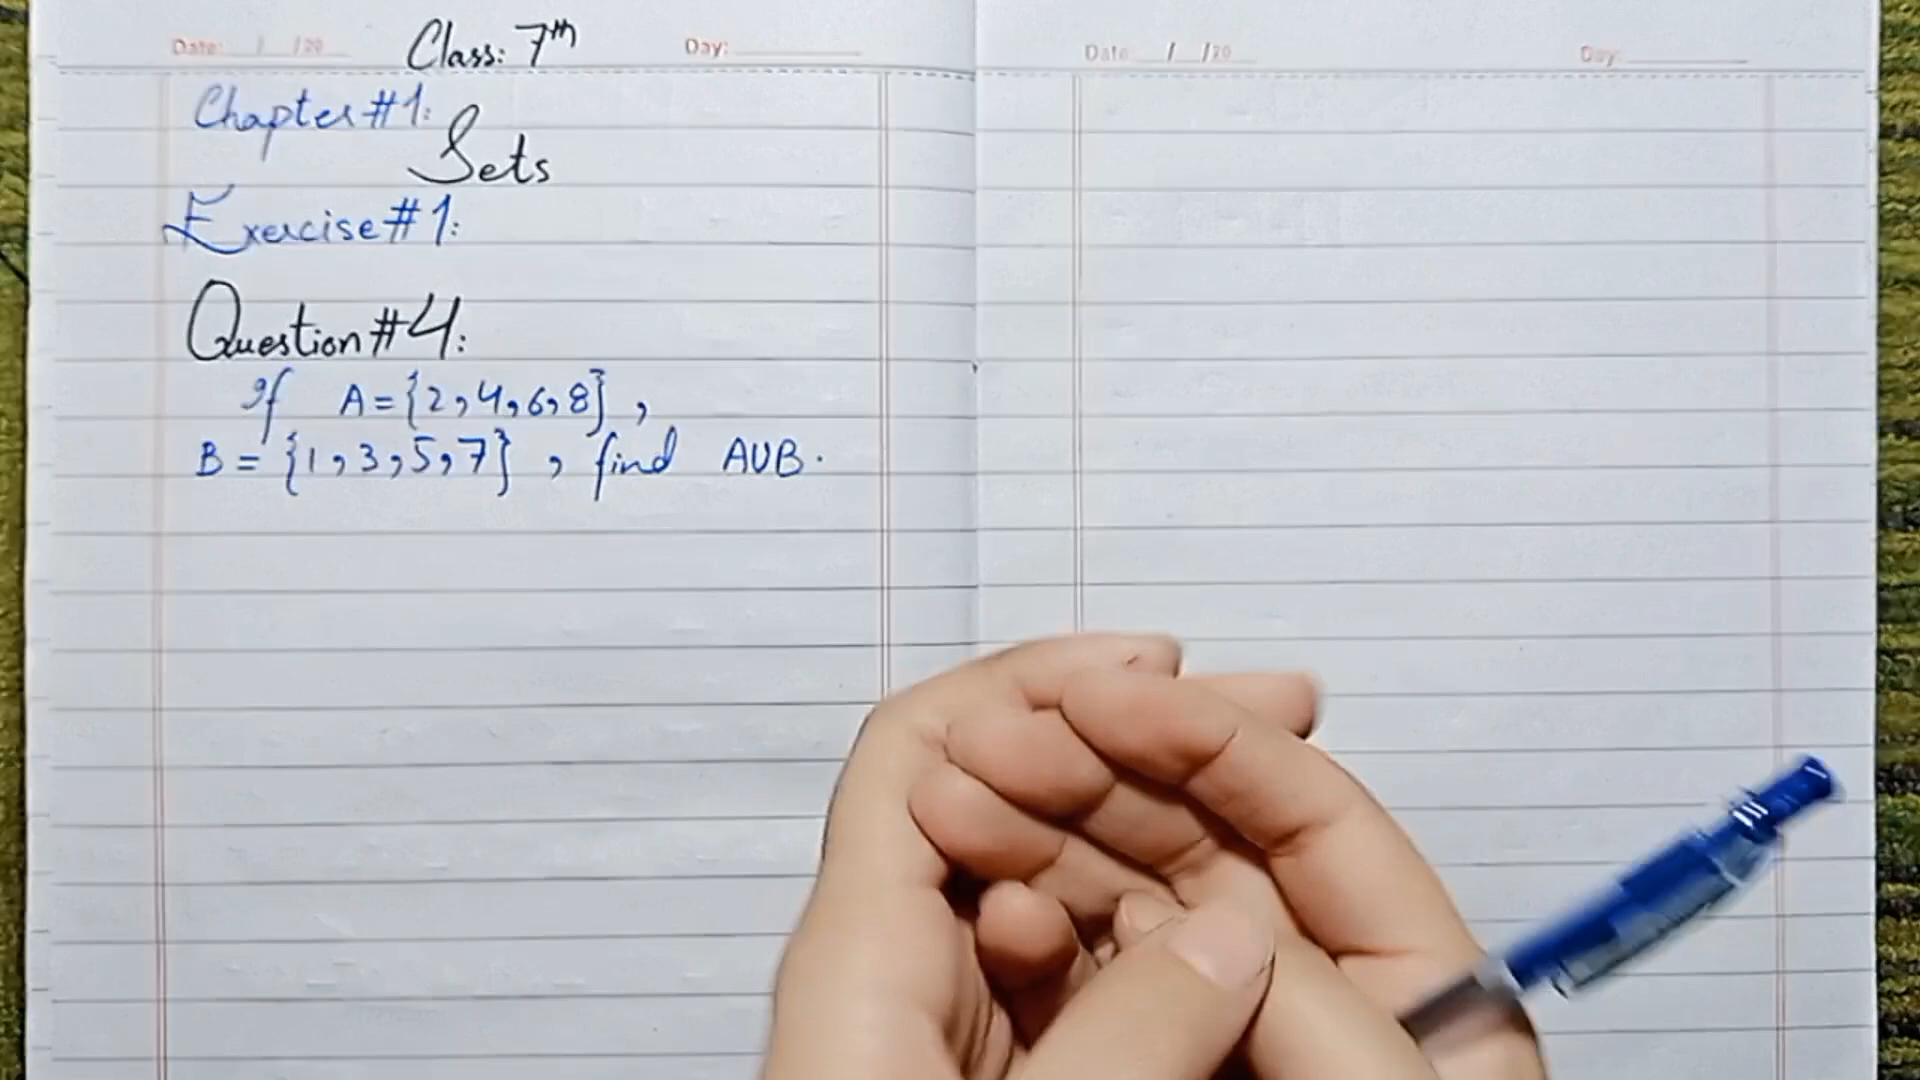 Date: / /20 Class: 7th Day:
Chapter#1:
Sets
Exercise#1:
Question#4:
If A={2,4,6,8},
B={1,3,5,7}, find AUB.
Date: / /20 Day: